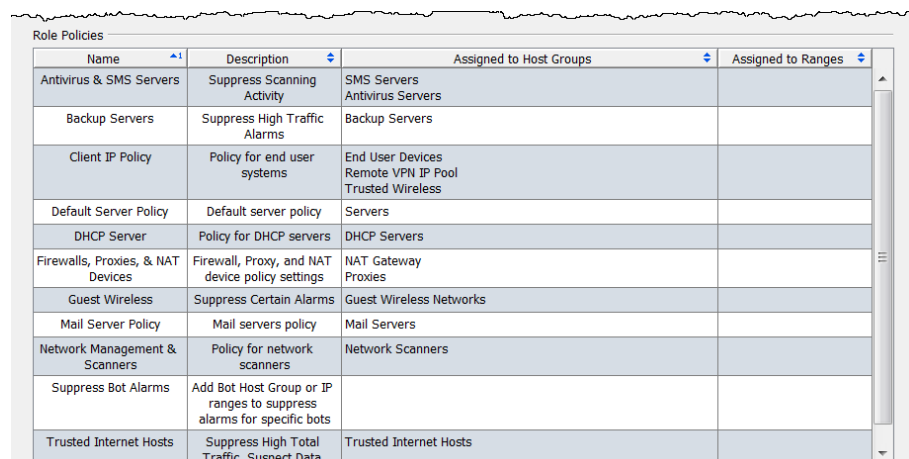 Role Policies
Name 1 Description Assigned to Host Groups Assigned to Ranges
Antivirus & SMS Servers Suppress Scanning SMS Servers
Activity Antivirus Servers
Backup Servers Suppress High Traffic Backup Servers
Alarms
Client IP Policy Policy for end user End User Devices
systems Remote VPN IP Pool
Trusted Wireless
Default Server Policy Default server policy Servers
DHCP Server Policy for DHCP servers DHCP Servers
Firewalls, Proxies, & NAT Firewall, Proxy, and NAT NAT Gateway
Devices device policy settings Proxies
Guest Wireless Suppress Certain Alarms Guest Wireless Networks
Mail Server Policy Mail servers policy Mail Servers
Network Management & Policy for network Network Scanners
Scanners scanners
Suppress Bot Alarms Add Bot Host Group or IP
ranges to suppress
alarms for specific bots
Trusted Internet Hosts Suppress High Total Trusted Internet Hosts
Traffic, Suspect Data